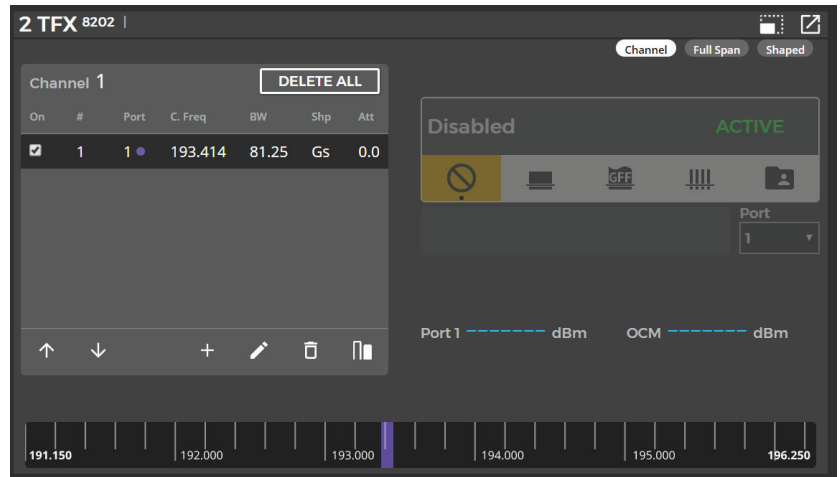 2 TFX 8202 |
Channel Full Span Shaped
Channel 1 DELETE ALL
On # Port C. Freq BW Shp Att
1 1 193.414 81.25 Gs 0.0
Disabled ACTIVE
GFF
Port
1
Port 1 ------- dBm OCM ------- dBm
191.150 192.000 193.000 194.000 195.000 196.250